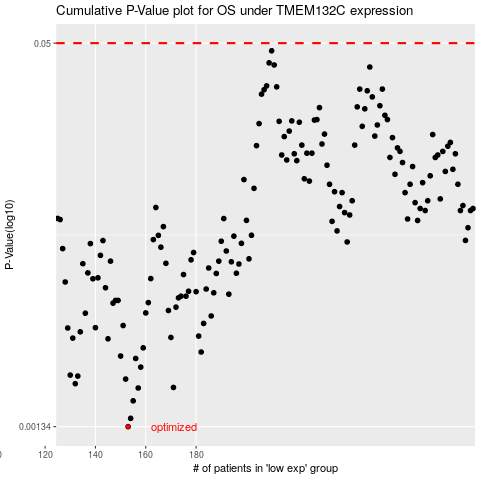 Cumulative P-Value plot for OS under TMEM132C expression
0.05
P-Value(log10)
0.00134
optimized
0 120 140 160 180
# of patients in 'low exp' group